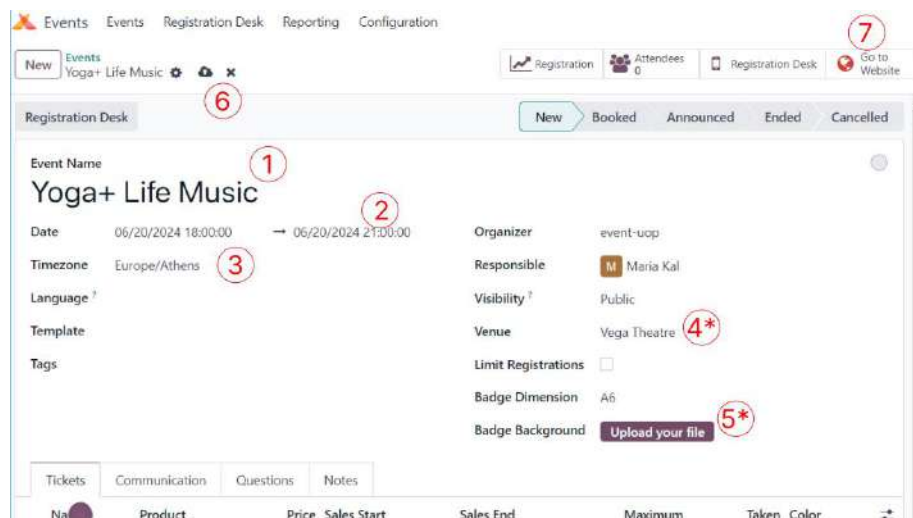 Events Events Registration Desk Reporting Configuration
7
New Events
Yoga+ Life Music
Registration
Attendees
0
Registration Desk
Go to
Website
6
Registration Desk
New Booked Announced Ended Cancelled
Event Name
1
Yoga+ Life Music
2
Date 06/20/2024 18:00:00 → 06/20/2024 21:00:00
Organizer event-uop
Timezone Europe/Athens 3
Responsible M Maria Kal
Language ?
Visibility ? Public
Template
Venue Vega Theatre 4*
Tags
Limit Registrations
Badge Dimension A6
Badge Background Upload your file 5*
Tickets Communication Questions Notes
Product Price Sales Start Sales End Maximum Taken Color